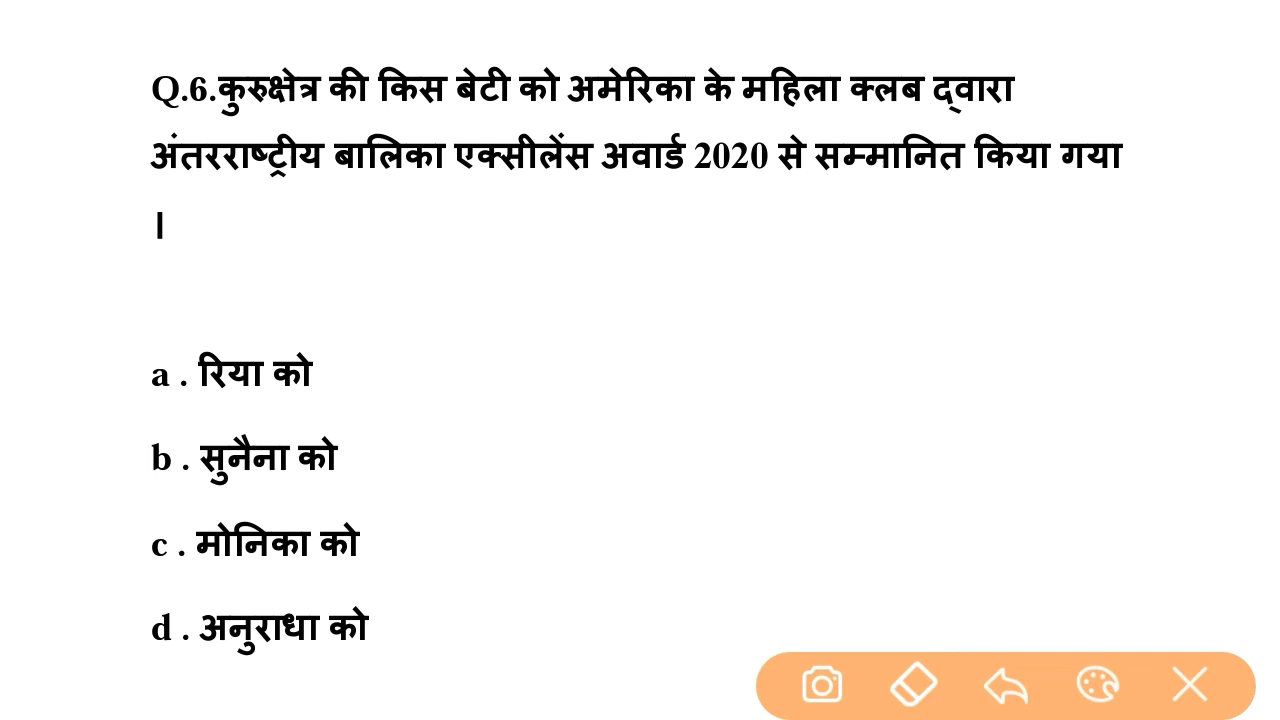 Q.6.कुरुक्षेत्र की किस बेटी को अमेरिका के महिला क्लब द्वारा
अंतरराष्ट्रीय बालिका एक्सीलेंस अवार्ड 2020 से सम्मानित किया गया
।
a . रिया को
b . सुनैना को
c . मोनिका को
d . अनुराधा को